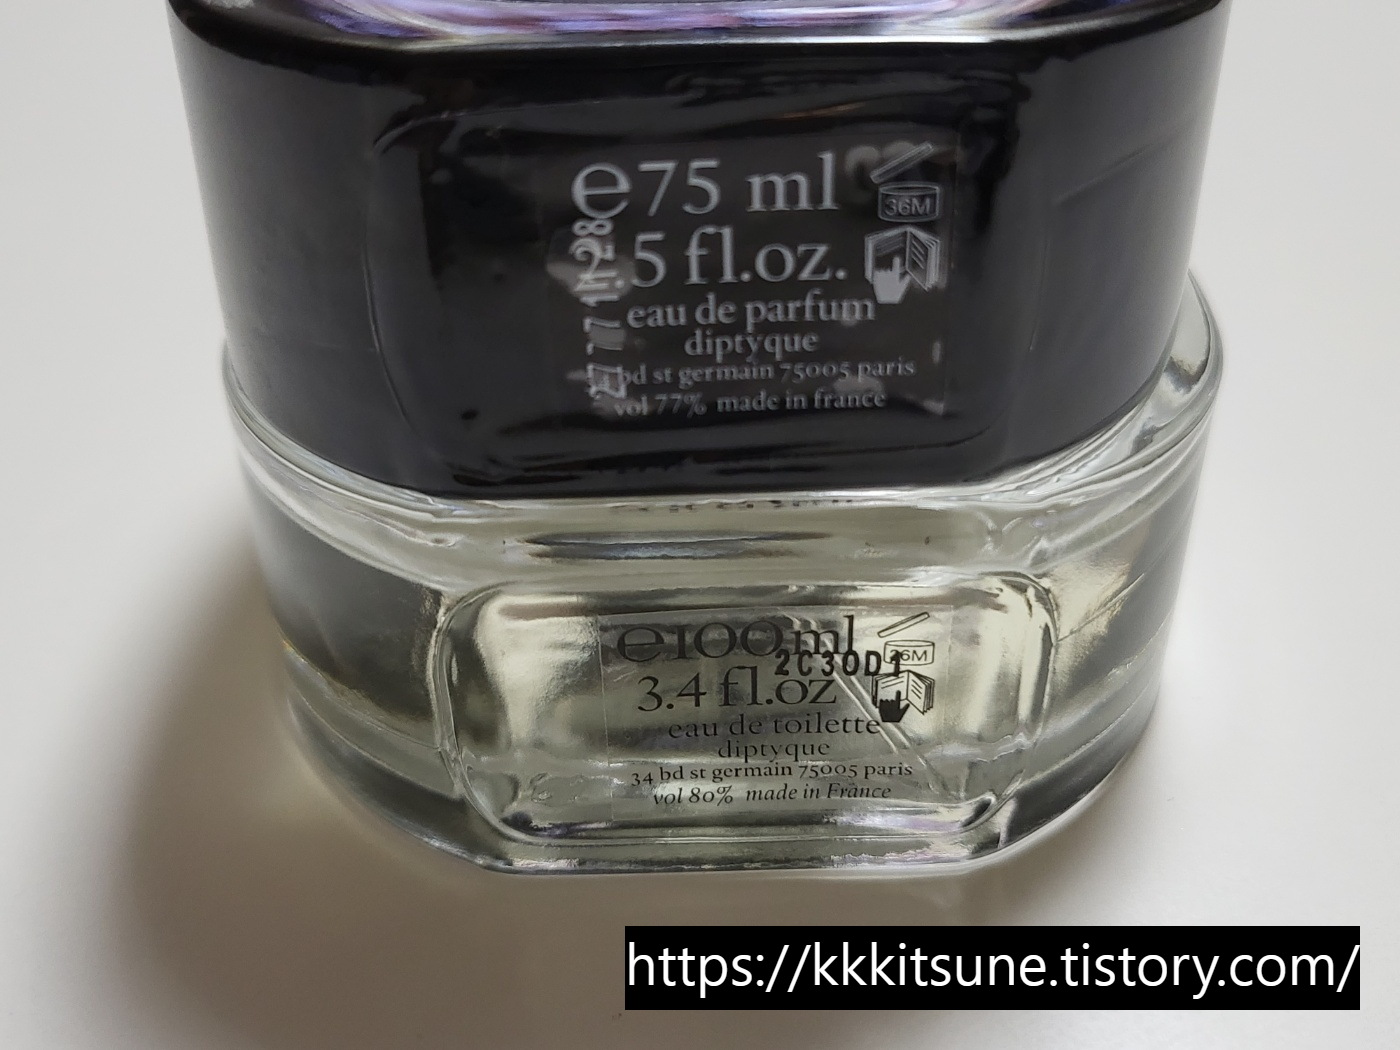 e75 ml
36M
5 fl.oz.
eau de parfum
diptyque
bd st germain 75005 paris
vol 77% made in france
e100ml
36M
2C30D1
3.4 fl.oz
eau de toilette
diptyque
34 bd st germain 75005 paris
vol 80% made in France
https://kkkitsune.tistory.com/